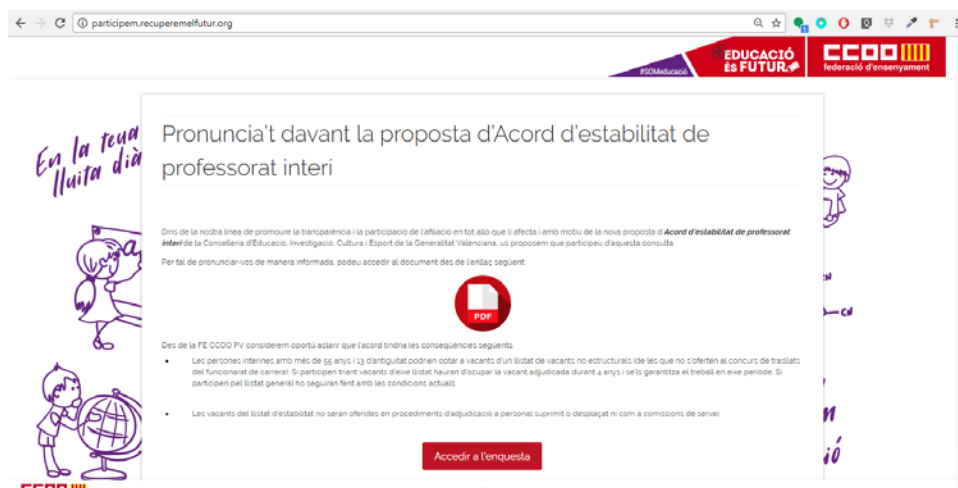 participem.recuperemelfutur.org
#SOMeducació
EDUCACIÓ
ÉS FUTUR
CCOO
federació d'ensenyament
En la teua
lluita dià
Pronuncia't davant la proposta d'Acord d'estabilitat de
professorat interí
Dins de la nostra línea de promoure la transparència i la participació de l'afiliació en tot allò que li afecta i amb motiu de la nova proposta d'Acord d'estabilitat de professorat
interí de la Conselleria d'Educació, Investigació, Cultura i Esport de la Generalitat Valenciana, us proposem que participeu d'aquesta consulta.
Per tal de pronunciar-vos de manera informada, podeu accedir al document des de l'enllaç següent:
PDF
Des de la FE CCOO PV considerem oportú aclarir que l'acord tindria les conseqüències següents:
• Les persones interines amb més de 55 anys i 13 d'antiguitat podrien optar a vacants d'un llistat de vacants no estructurals (de les que no s'oferten al concurs de trasllats
del funcionariat de carrera). Si participen triant vacants d'eixe llistat hauran d'ocupar la vacant adjudicada durant 4 anys i se'ls garantitza el treball en eixe període. Si
participen pel llistat general ho seguiran fent amb les condicions actuals.
• Les vacants del llistat d'estabilitat no seran oferides en procediments d'adjudicació a personal suprimit o desplaçat ni com a comissions de servei.
Accedir a l'enquesta
CCOO